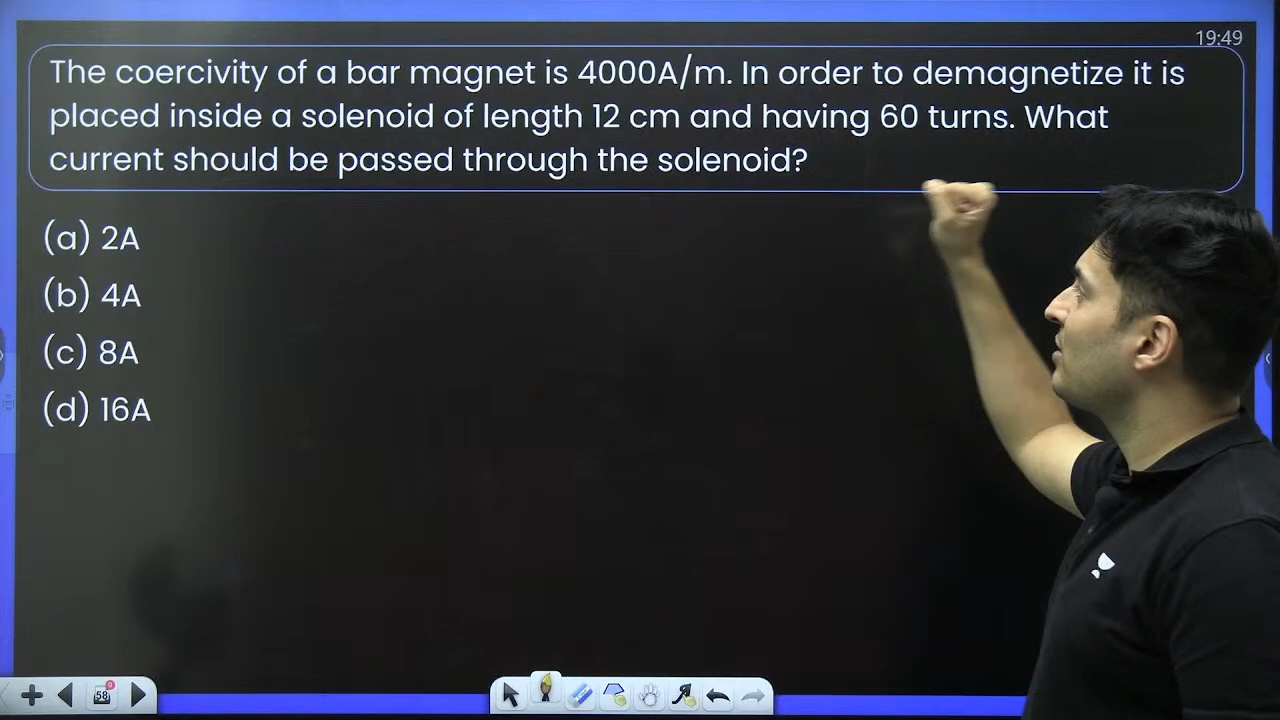 19:49
The coercivity of a bar magnet is 4000A/m. In order to demagnetize it is
placed inside a solenoid of length 12 cm and having 60 turns. What
current should be passed through the solenoid?
(a) 2A
(b) 4A
(c) 8A
(d) 16A
58